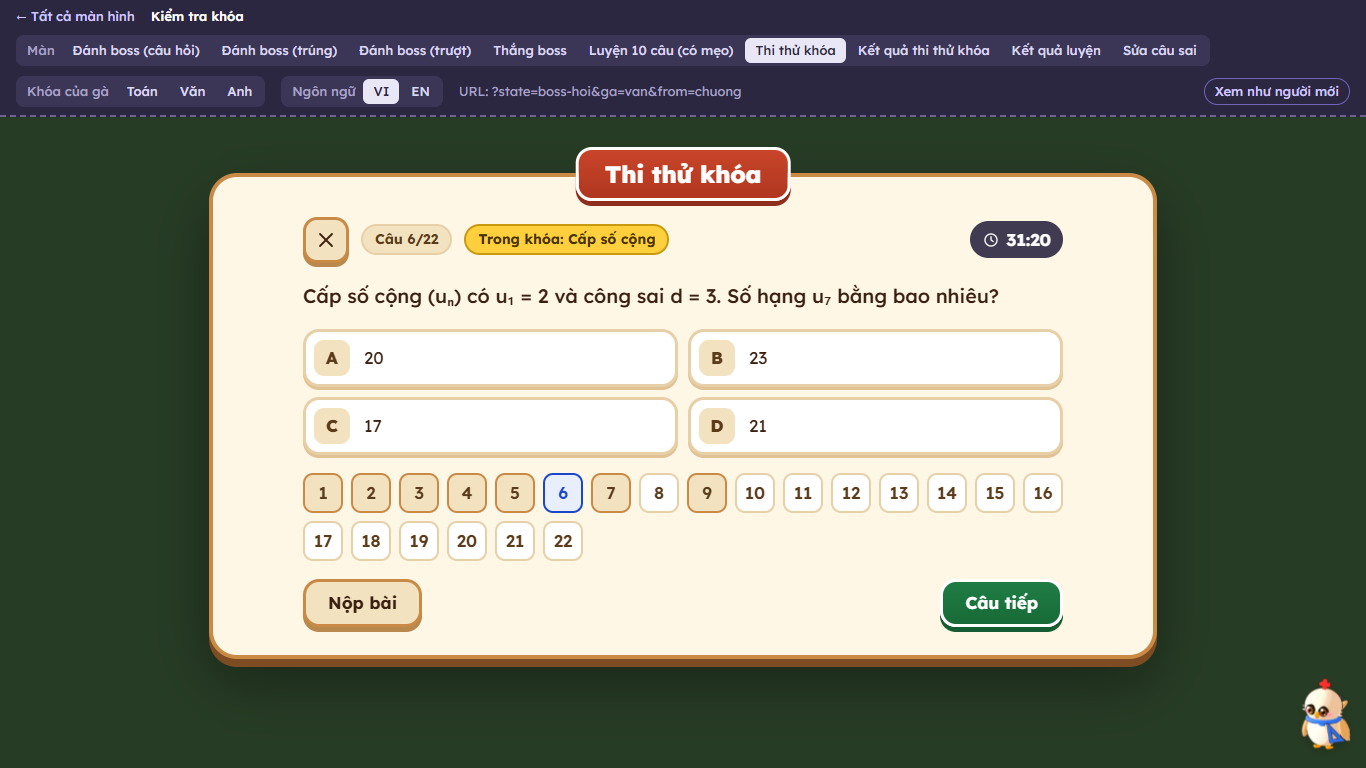 ← Tất cả màn hình Kiểm tra khóa
Màn Đánh boss (câu hỏi) Đánh boss (trúng) Đánh boss (trượt) Thắng boss Luyện 10 câu (có mẹo) Thi thử khóa Kết quả thi thử khóa Kết quả luyện Sửa câu sai
Khóa của gà Toán Văn Anh Ngôn ngữ VI EN URL: ?state=boss-hoi&ga=van&from=chuong Xem như người mới
Thi thử khóa
Câu 6/22 Trong khóa: Cấp số cộng 31:20
Cấp số cộng (uₙ) có u₁ = 2 và công sai d = 3. Số hạng u₇ bằng bao nhiêu?
A 20 B 23
C 17 D 21
1 2 3 4 5 6 7 8 9 10 11 12 13 14 15 16
17 18 19 20 21 22
Nộp bài Câu tiếp